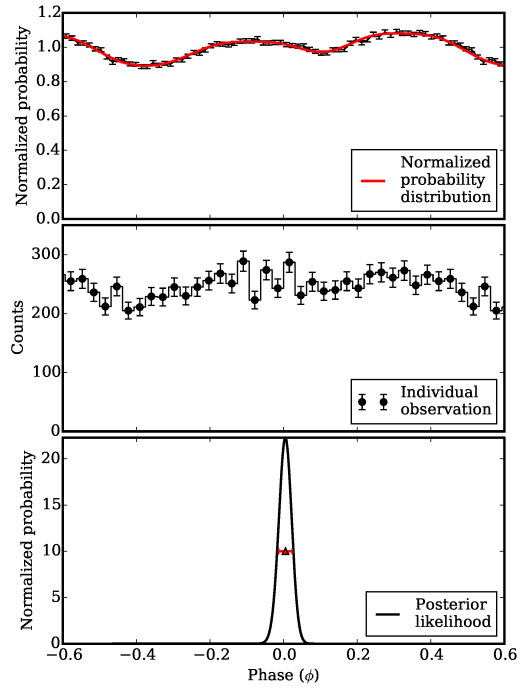 1.2
1.0
0.8
0.6
0.4
0.2
0.0
Normalized probability
Normalized
probability
distribution
300
200
100
0
Counts
Individual
observation
20
15
10
5
0
Normalized probability
Posterior
likelihood
−0.6 −0.4 −0.2 0.0 0.2 0.4 0.6
Phase (ϕ)